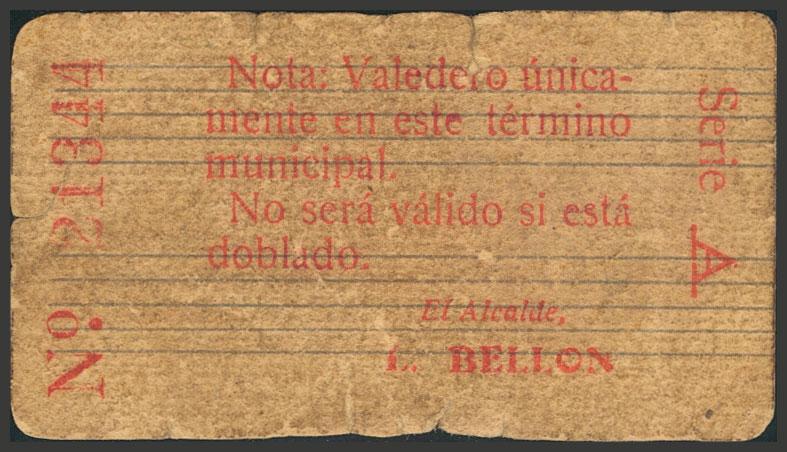 Nº 21344
Nota: Valedero única-
mente en este término
municipal.
No será válido si está
doblado.
El Alcalde,
BELLON
Serie A